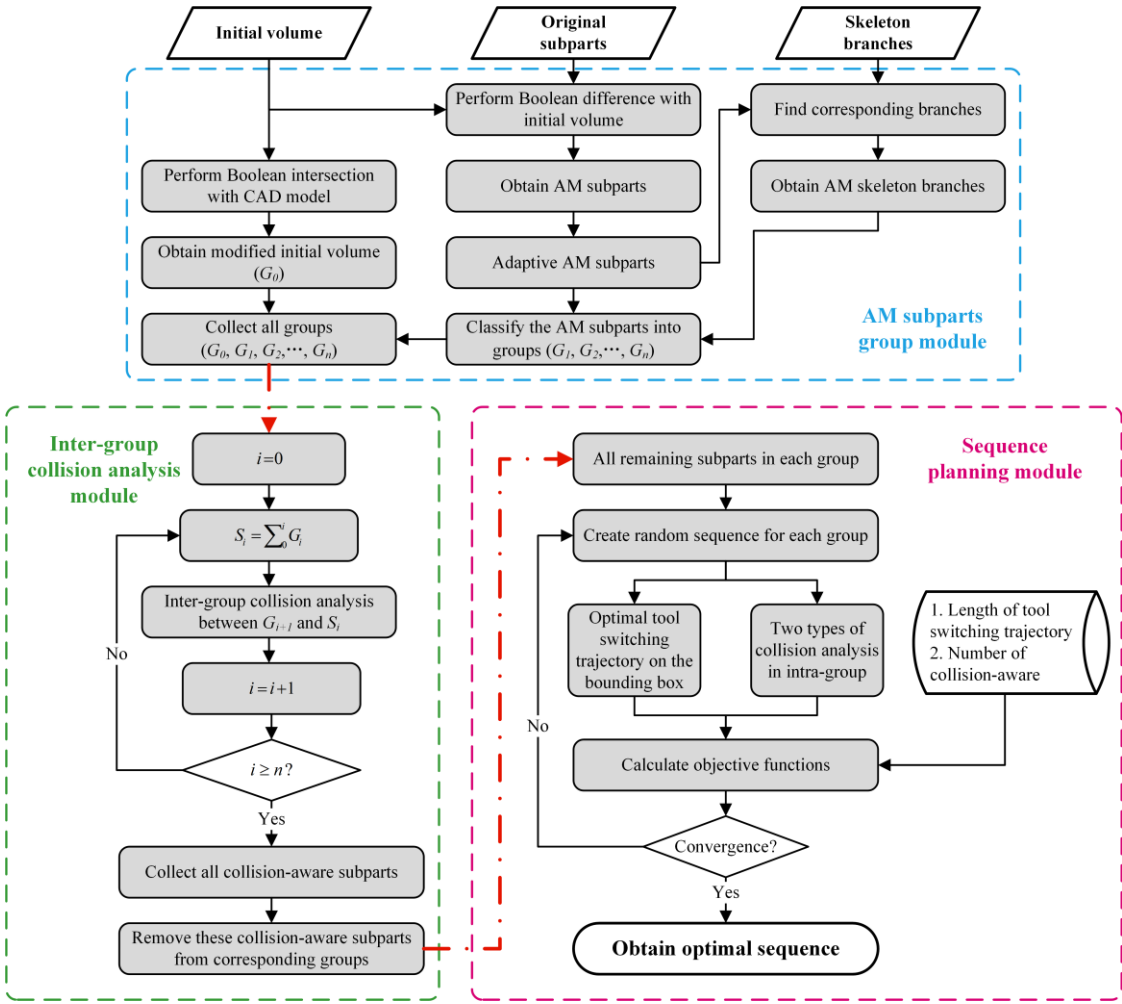 Initial volume
Original
subparts
Skeleton
branches
Perform Boolean difference with
initial volume
Find corresponding branches
Perform Boolean intersection
with CAD model
Obtain AM subparts
Obtain AM skeleton branches
Obtain modified initial volume
(G₀)
Adaptive AM subparts
Collect all groups
(G₀, G₁, G₂,⋯, Gₙ)
Classify the AM subparts into
groups (G₁, G₂,⋯, Gₙ)
AM subparts
group module
Inter-group
collision analysis
module
i=0
Sᵢ = ∑₀ⁱ Gᵢ
Inter-group collision analysis
between Gᵢ₊₁ and Sᵢ
No
i=i+1
i ≥ n?
Yes
Collect all collision-aware subparts
Remove these collision-aware subparts
from corresponding groups
Sequence
planning module
All remaining subparts in each group
Create random sequence for each group
Optimal tool
switching
trajectory on the
bounding box
Two types of
collision analysis
in intra-group
1. Length of tool
switching trajectory
2. Number of
collision-aware
No
Calculate objective functions
Convergence?
Yes
Obtain optimal sequence